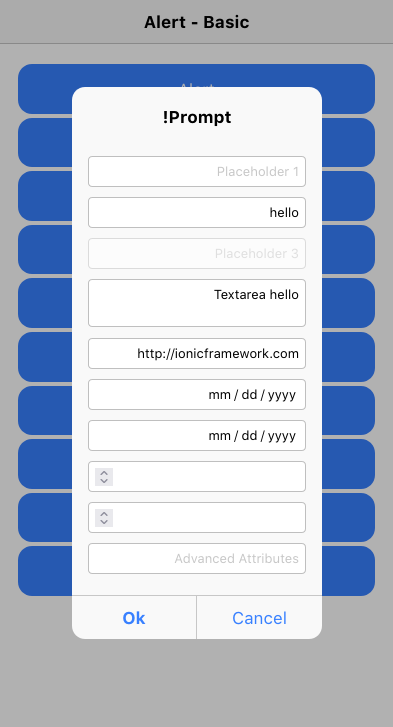 Alert - Basic
Alert
!Prompt
Placeholder 1
hello
Placeholder 3
Textarea hello
http://ionicframework.com
mm / dd / yyyy
mm / dd / yyyy
Advanced Attributes
Ok
Cancel